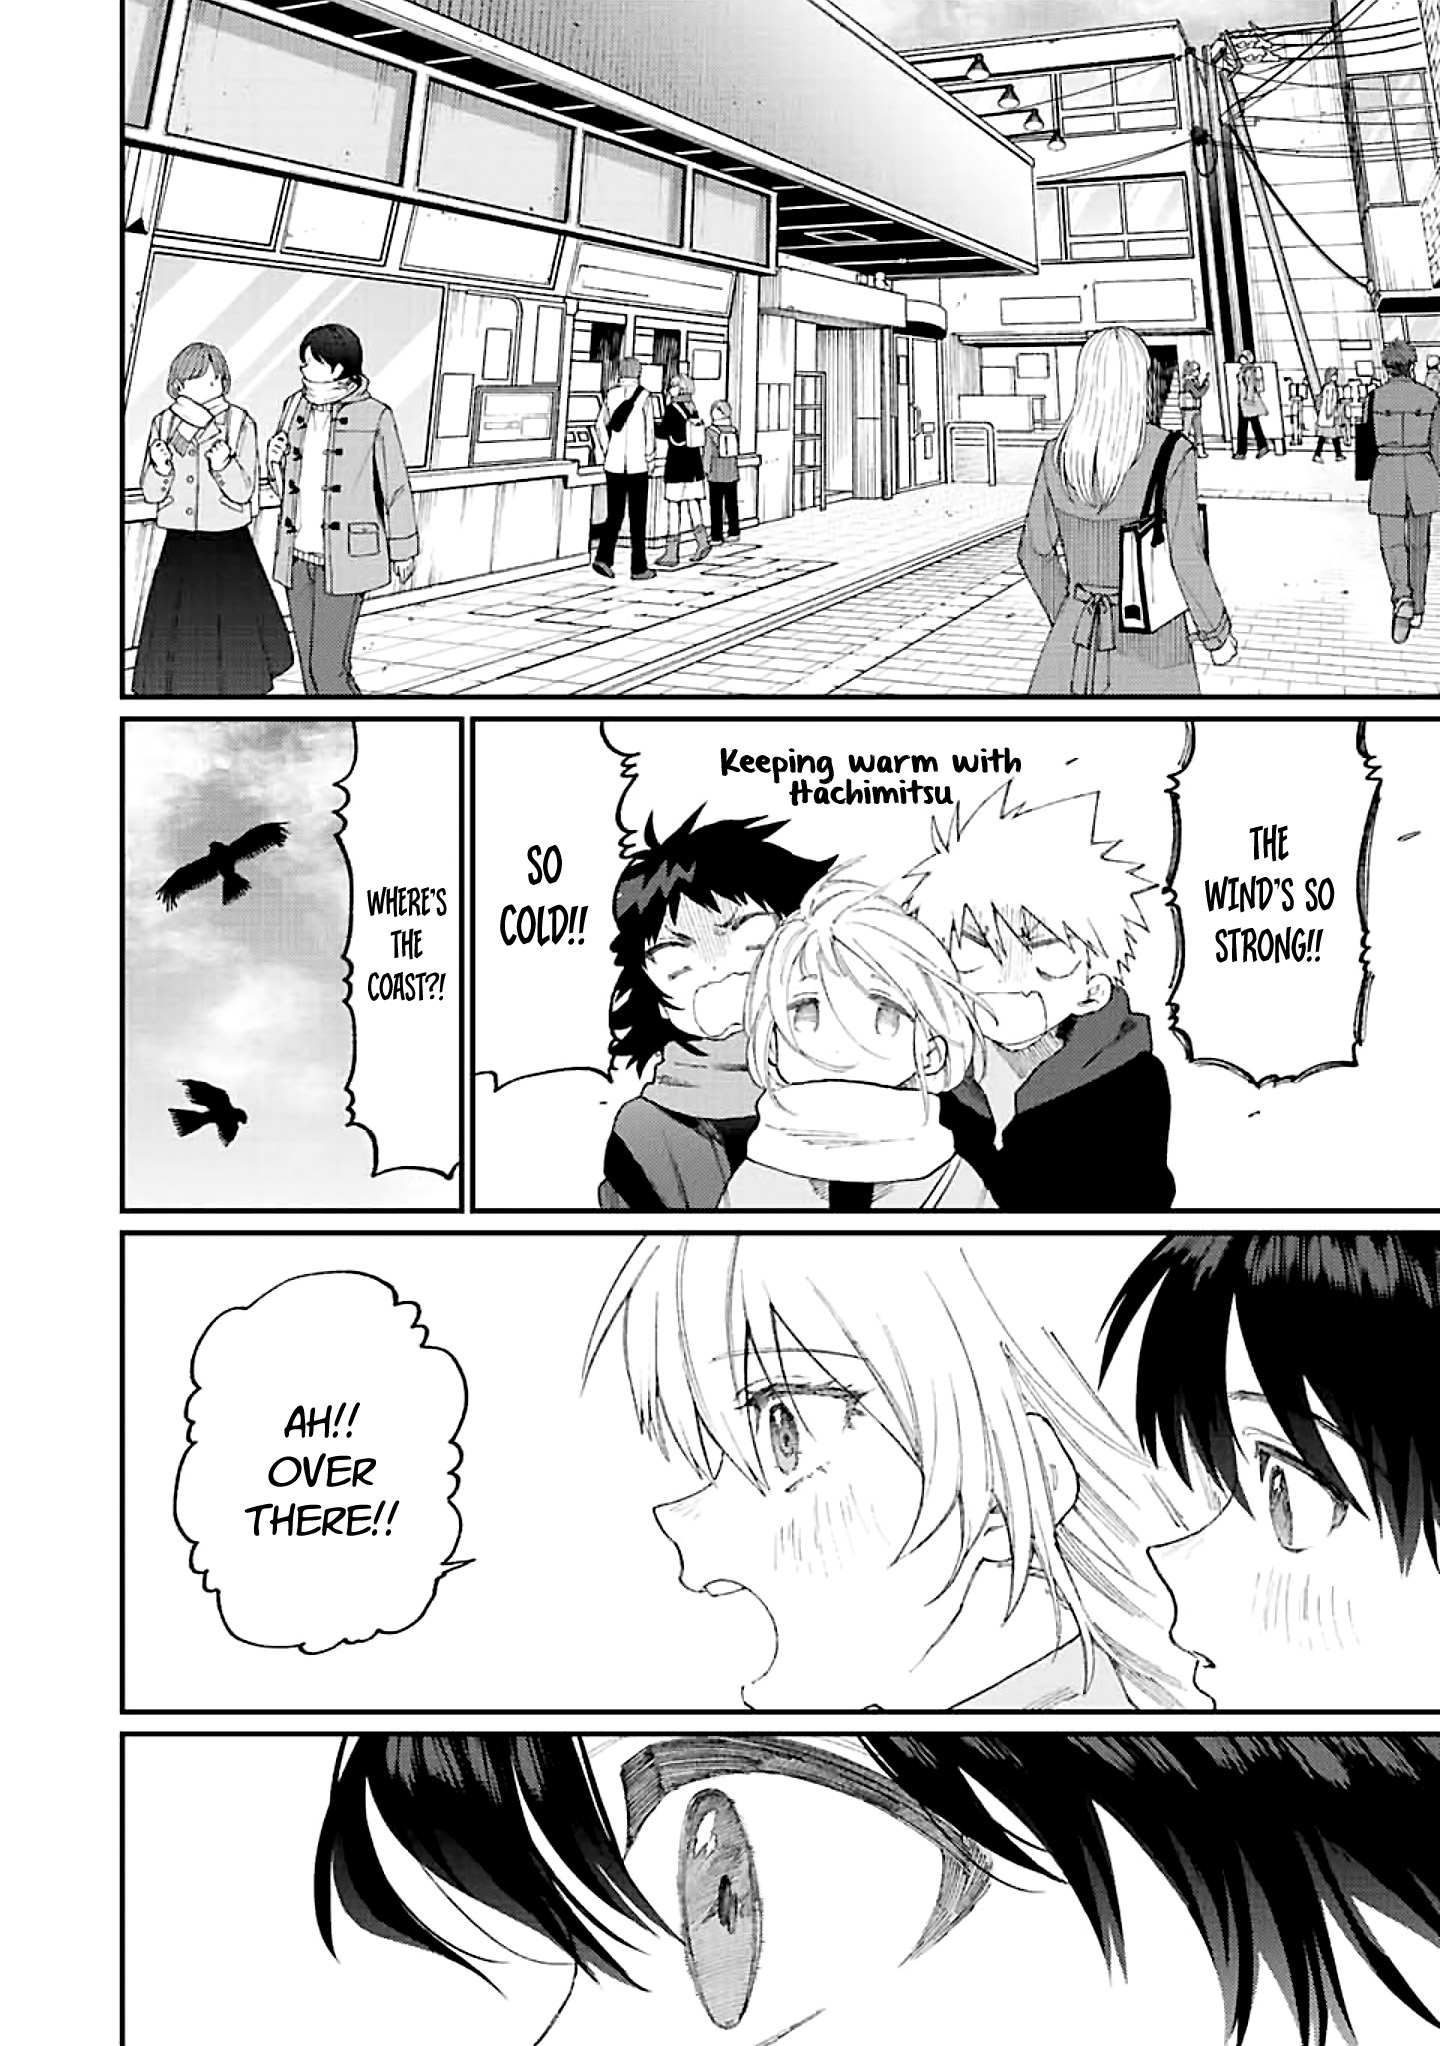 THE
WIND'S SO
STRONG!!
Keeping warm with
Hachimitsu
SO
COLD!!
WHERE'S
THE
COAST?!
AH!!
OVER
THERE!!